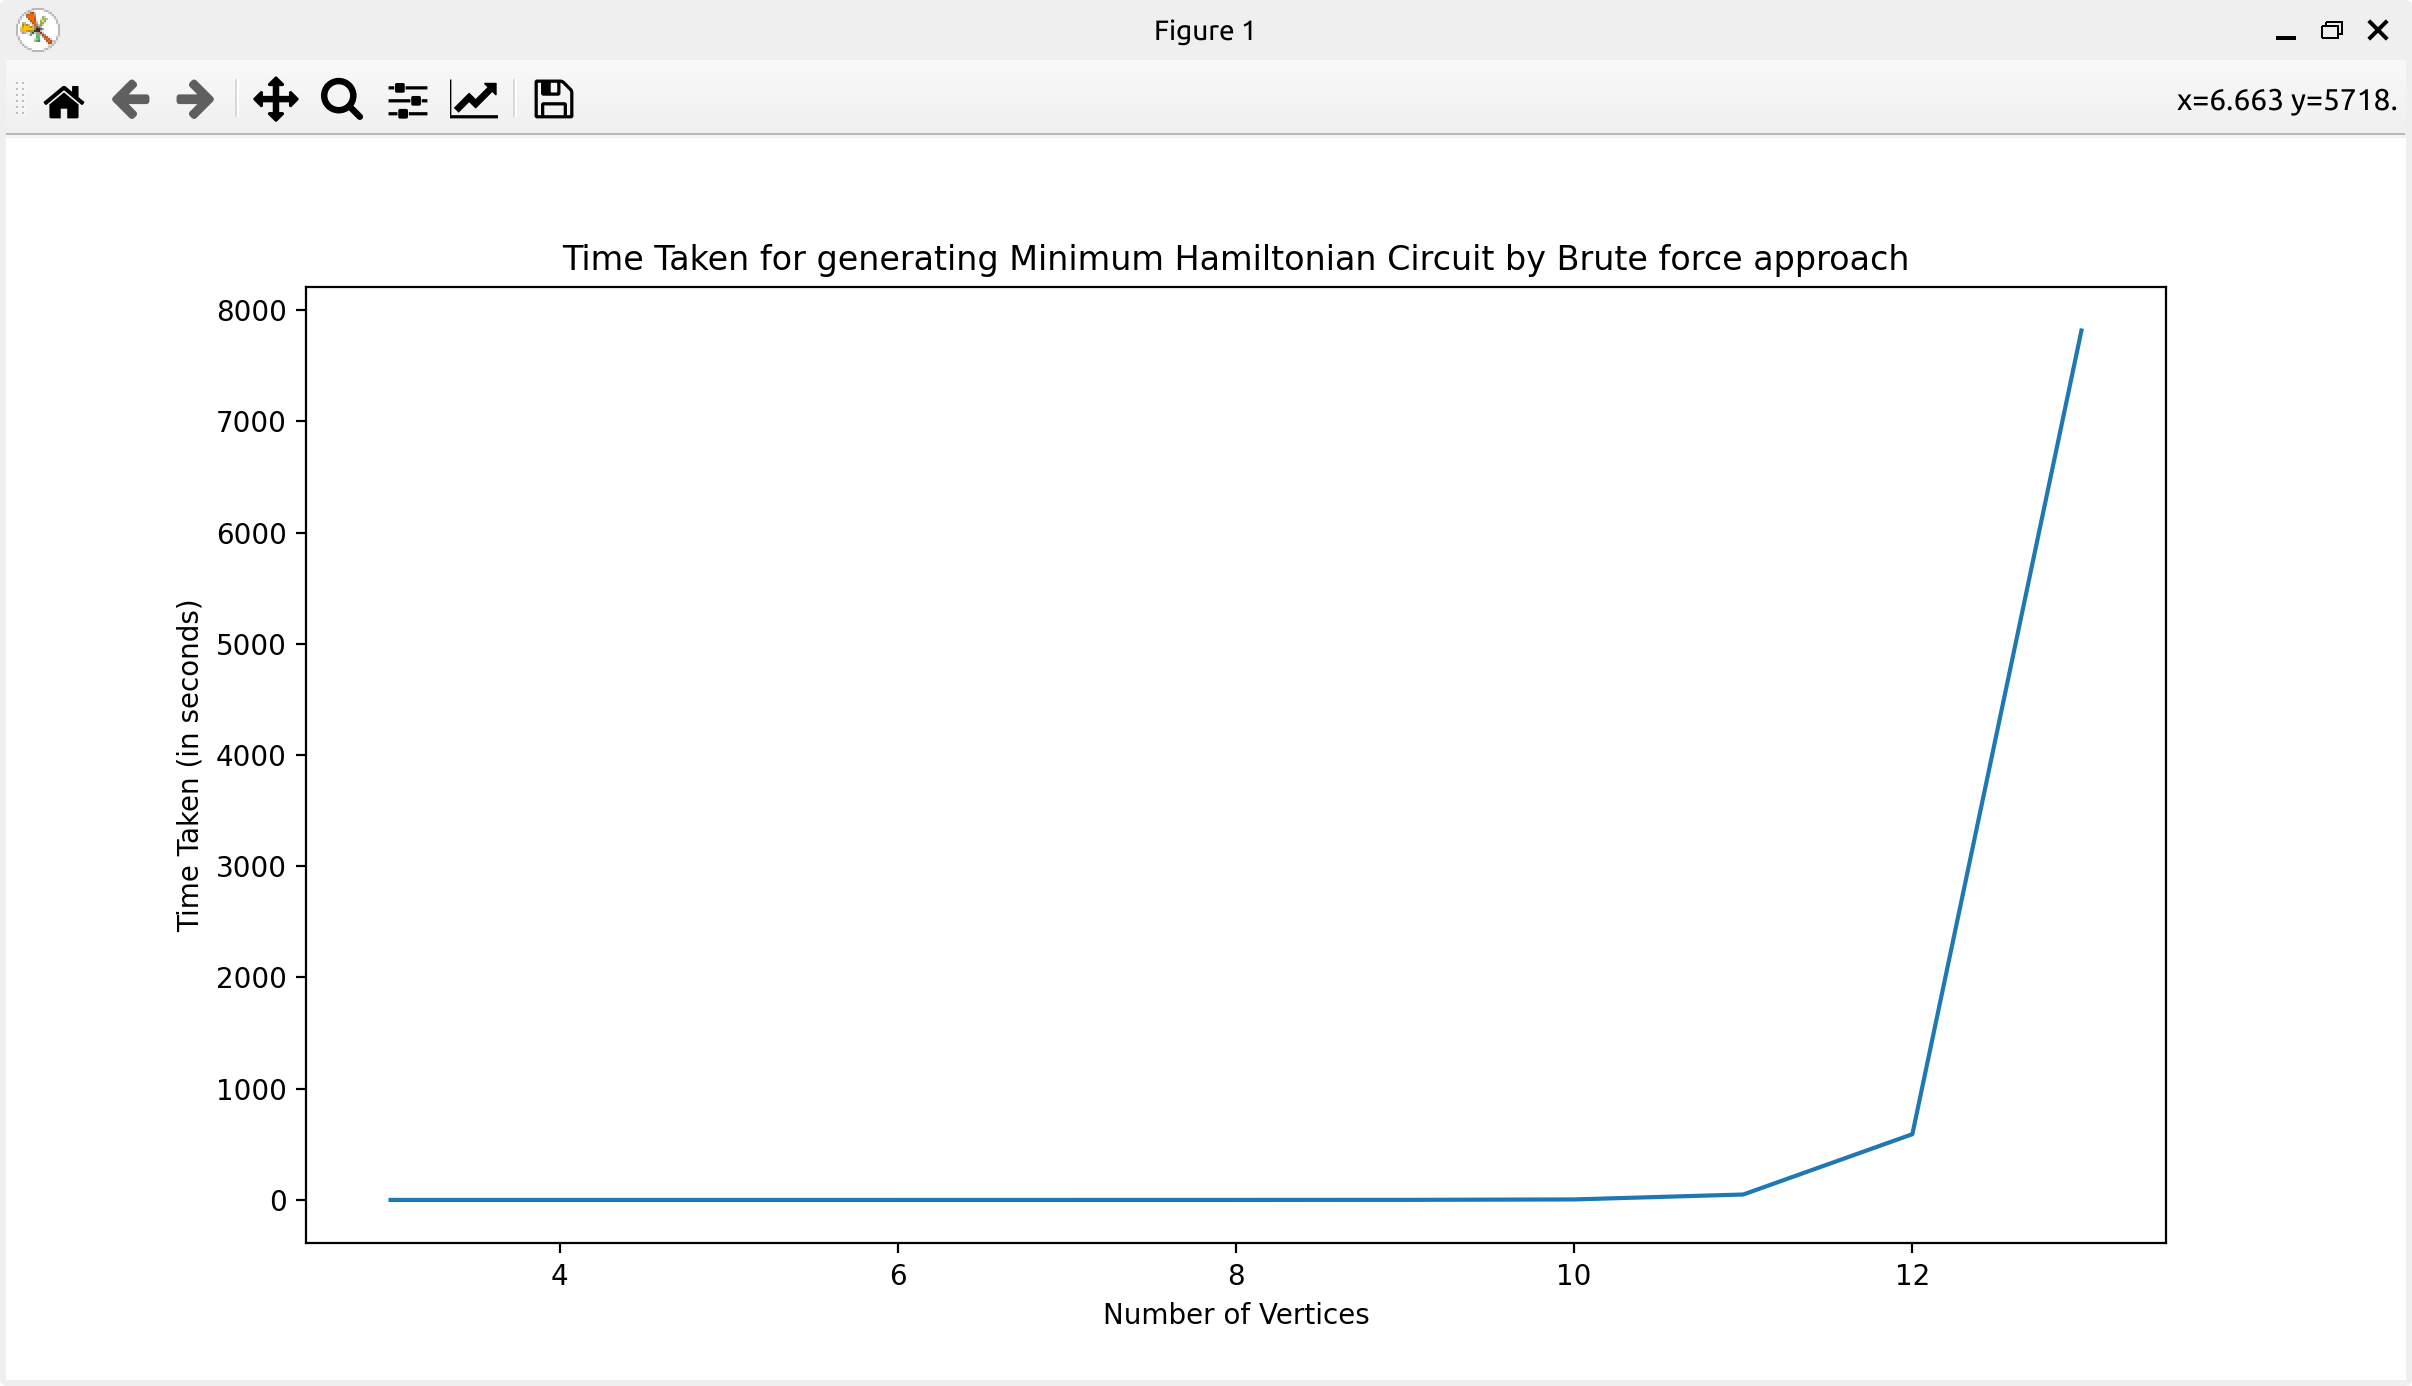 Figure 1
x=6.663 y=5718.
Time Taken for generating Minimum Hamiltonian Circuit by Brute force approach
8000
7000
6000
5000
4000
3000
2000
1000
0
Time Taken (in seconds)
4 6 8 10 12
Number of Vertices